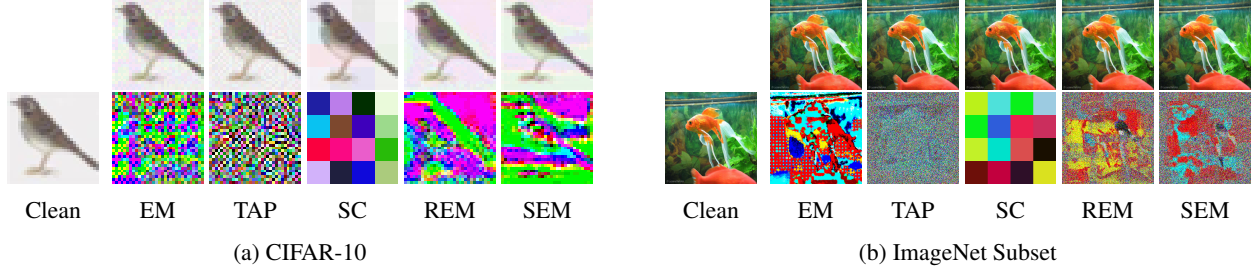 Clean EM TAP SC REM SEM
(a) CIFAR-10
Clean EM TAP SC REM SEM
(b) ImageNet Subset